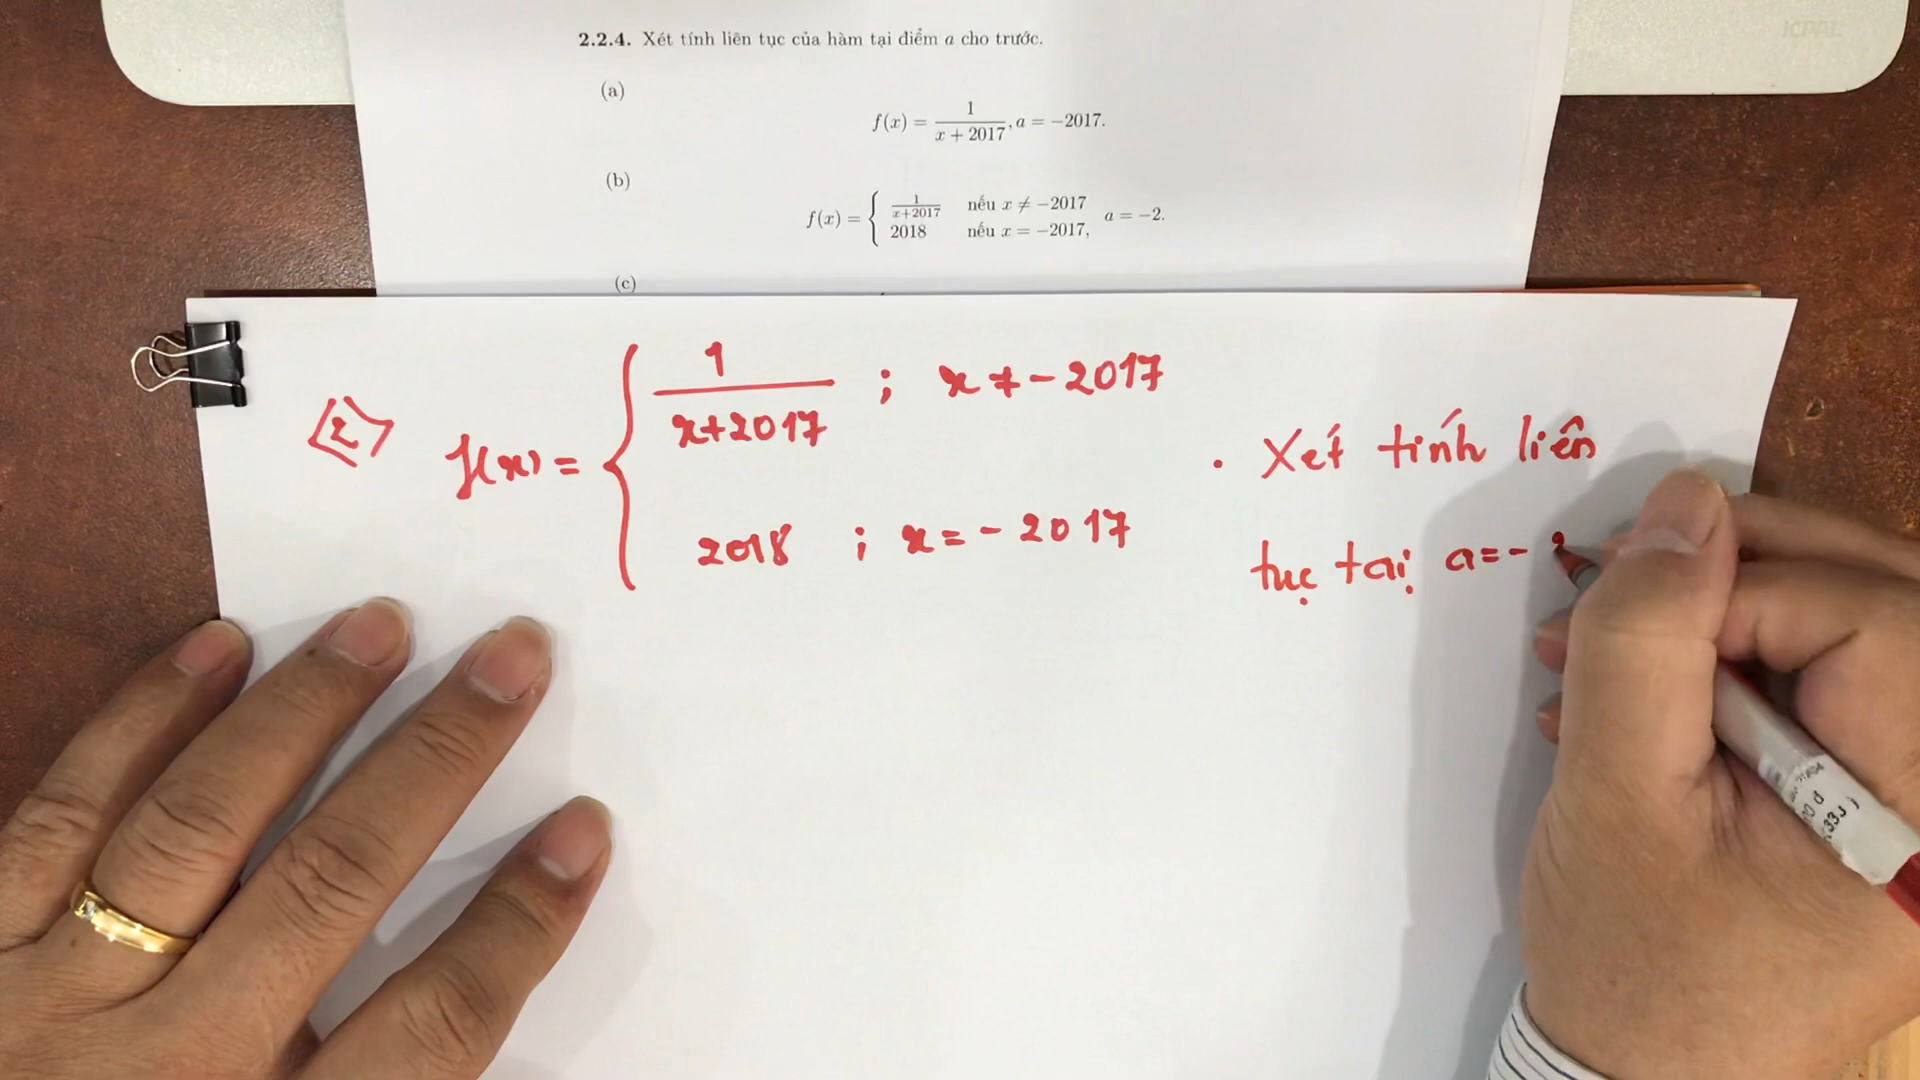 JCPAL
2.2.4. Xét tính liên tục của hàm tại điểm a cho trước.
(a)
f(x) = 1/(x + 2017), a = −2017.
(b)
f(x) = { 1/(x+2017) nếu x ≠ −2017
2018 nếu x = −2017, a = −2.
(c)
<2> f(x) = { 1/(x+2017) ; x ≠ -2017
2018 ; x = -2017
. Xét tính liên
tục tại a = -